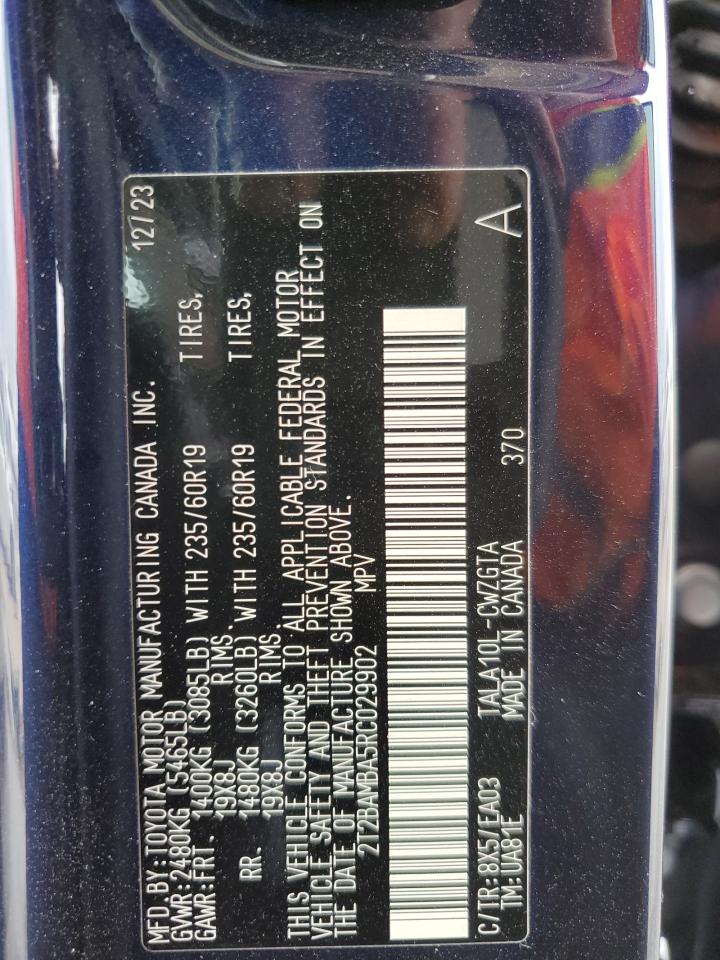 MFD.BY:TOYOTA MOTOR MANUFACTURING CANADA INC. 12/23
GVWR:2480KG (5465LB)
GAWR:FRT. 1400KG (3085LB) WITH 235/60R19 TIRES,
19X8J RIMS.
RR. 1480KG (3260LB) WITH 235/60R19 TIRES,
19X8J RIMS.
THIS VEHICLE CONFORMS TO ALL APPLICABLE FEDERAL MOTOR
VEHICLE SAFETY AND THEFT PREVENTION STANDARDS IN EFFECT ON
THE DATE OF MANUFACTURE SHOWN ABOVE.
2T2BAMBA5RC029902 MPV
C/TR:8X5/EA03 TALA10L-CWZGTA 370 A
TM:UA81E MADE IN CANADA